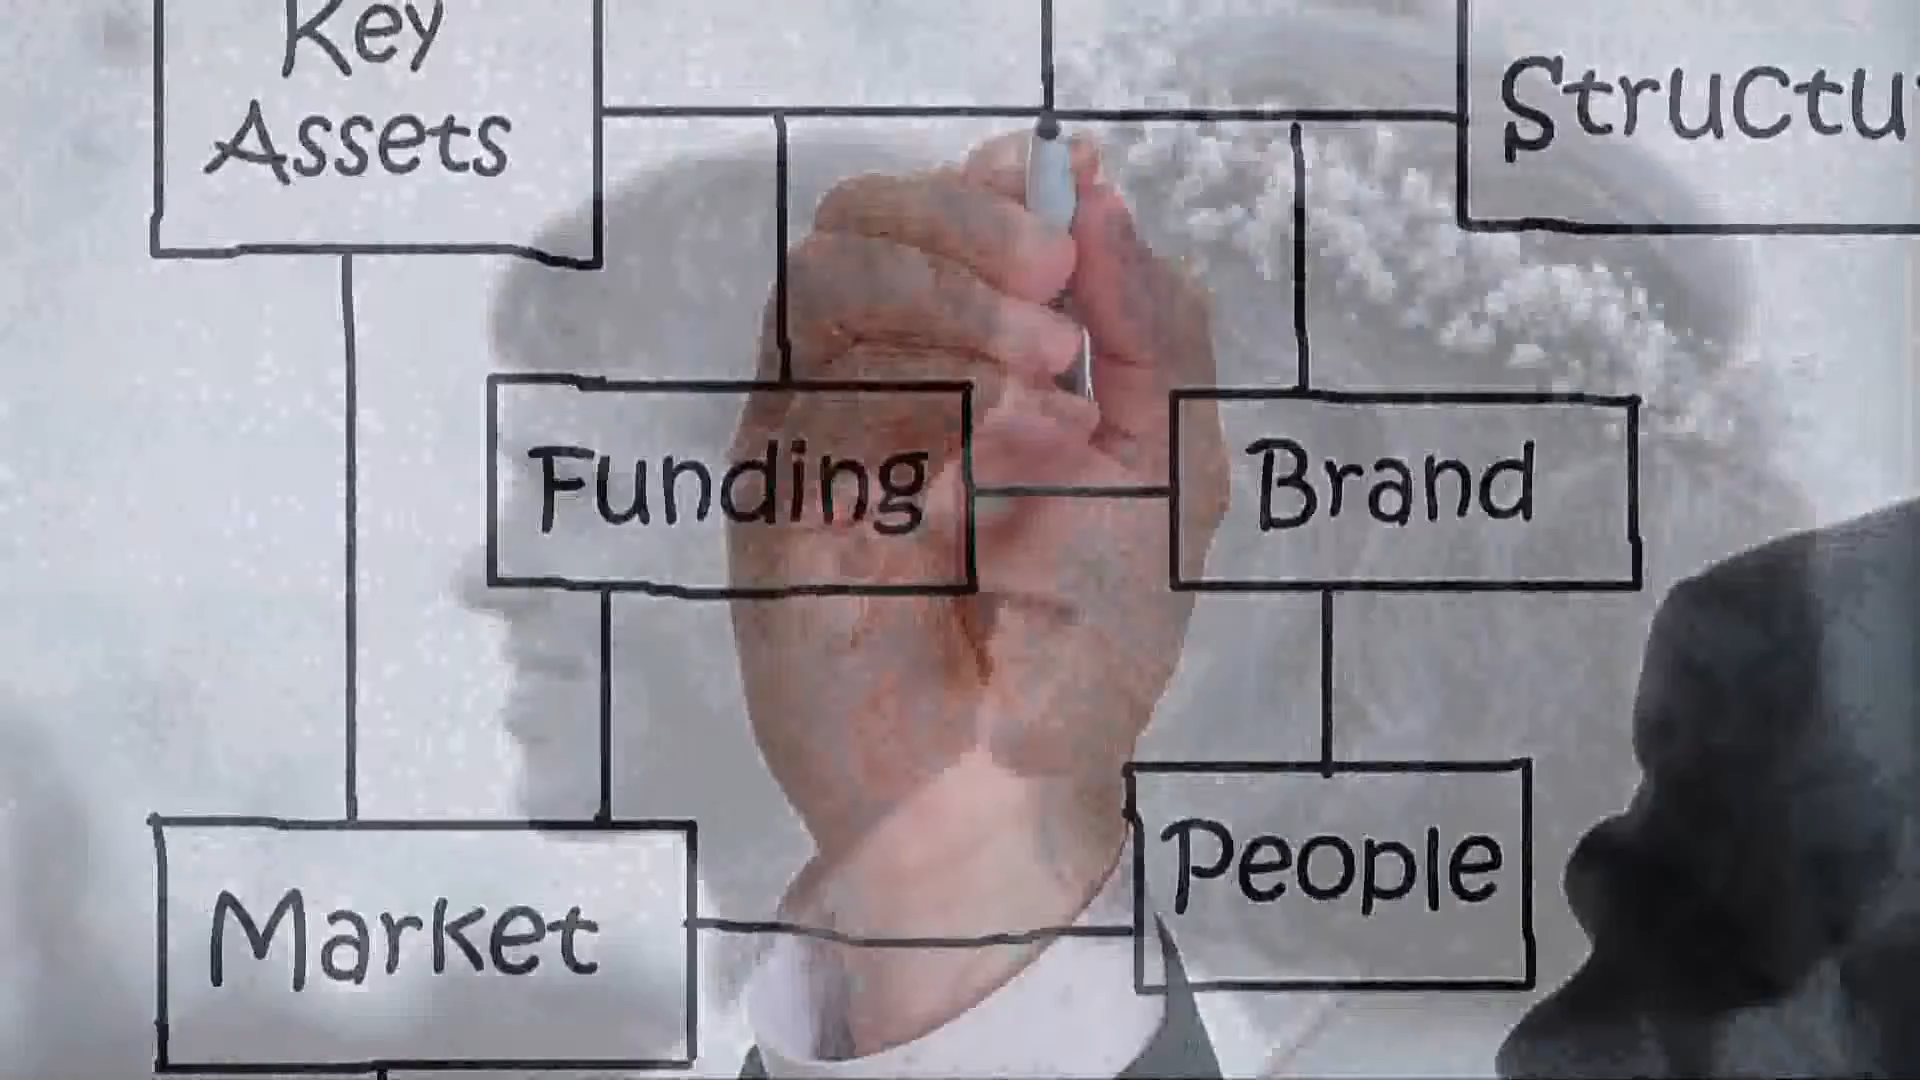 Key
Assets
Structu
Funding
Brand
People
Market